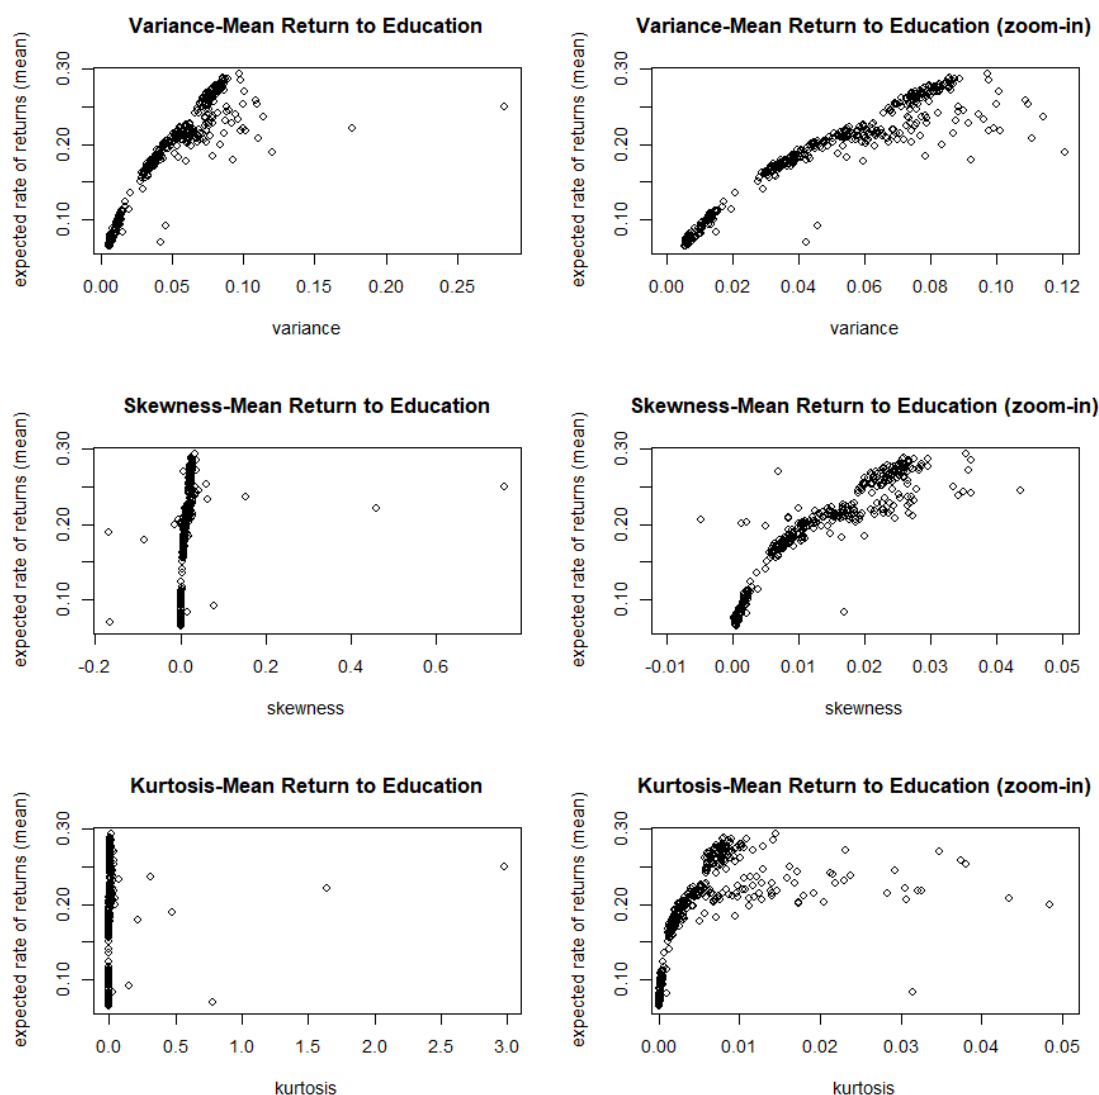 Variance-Mean Return to Education
expected rate of returns (mean)
0.10 0.20 0.30
0.00 0.05 0.10 0.15 0.20 0.25
variance
Variance-Mean Return to Education (zoom-in)
expected rate of returns (mean)
0.10 0.20 0.30
0.00 0.02 0.04 0.06 0.08 0.10 0.12
variance
Skewness-Mean Return to Education
expected rate of returns (mean)
0.10 0.20 0.30
-0.2 0.0 0.2 0.4 0.6
skewness
Skewness-Mean Return to Education (zoom-in)
expected rate of returns (mean)
0.10 0.20 0.30
-0.01 0.00 0.01 0.02 0.03 0.04 0.05
skewness
Kurtosis-Mean Return to Education
expected rate of returns (mean)
0.10 0.20 0.30
0.0 0.5 1.0 1.5 2.0 2.5 3.0
kurtosis
Kurtosis-Mean Return to Education (zoom-in)
expected rate of returns (mean)
0.10 0.20 0.30
0.00 0.01 0.02 0.03 0.04 0.05
kurtosis